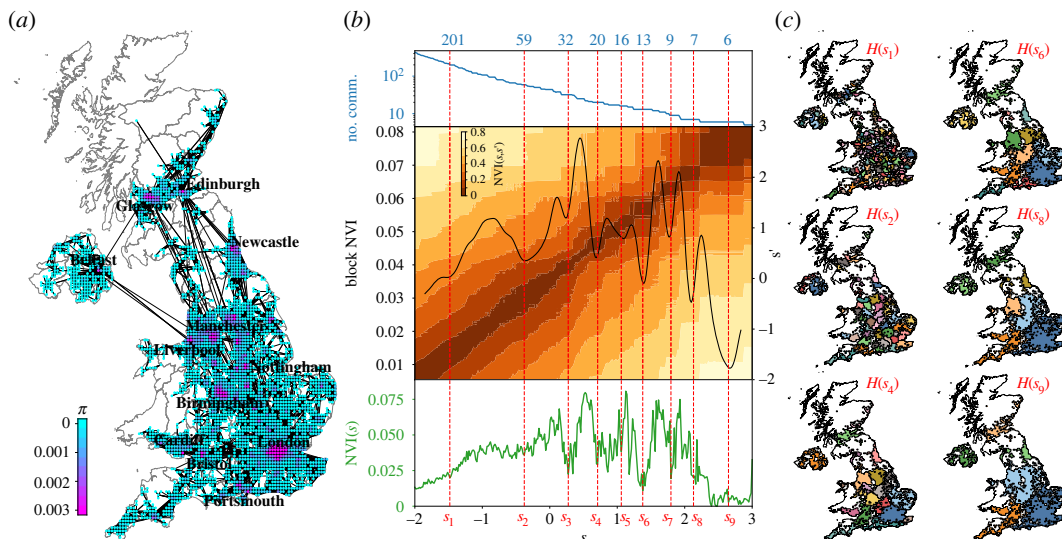 (a)
Edinburgh
Glasgow
Newcastle
Belfast
Manchester
Liverpool
Nottingham
Birmingham
Cardiff
London
Bristol
Portsmouth
π
0
0.001
0.002
0.003
(b)
201 59 32 20 16 13 9 7 6
no. comm.
10²
10
block NVI
0.08
0.07
0.06
0.05
0.04
0.03
0.02
0.01
0.8
0.6
0.4
0.2
0
NVI(s,s')
3
2
1
0
−1
−2
s'
NVI(s)
0.075
0.050
0.025
0
−2 s₁ −1 s₂ 0 s₃ s₄ 1 s₅ s₆ s₇ 2 s₈ s₉ 3
s
(c)
H(s₁) H(s₆)
H(s₂) H(s₈)
H(s₄) H(s₉)